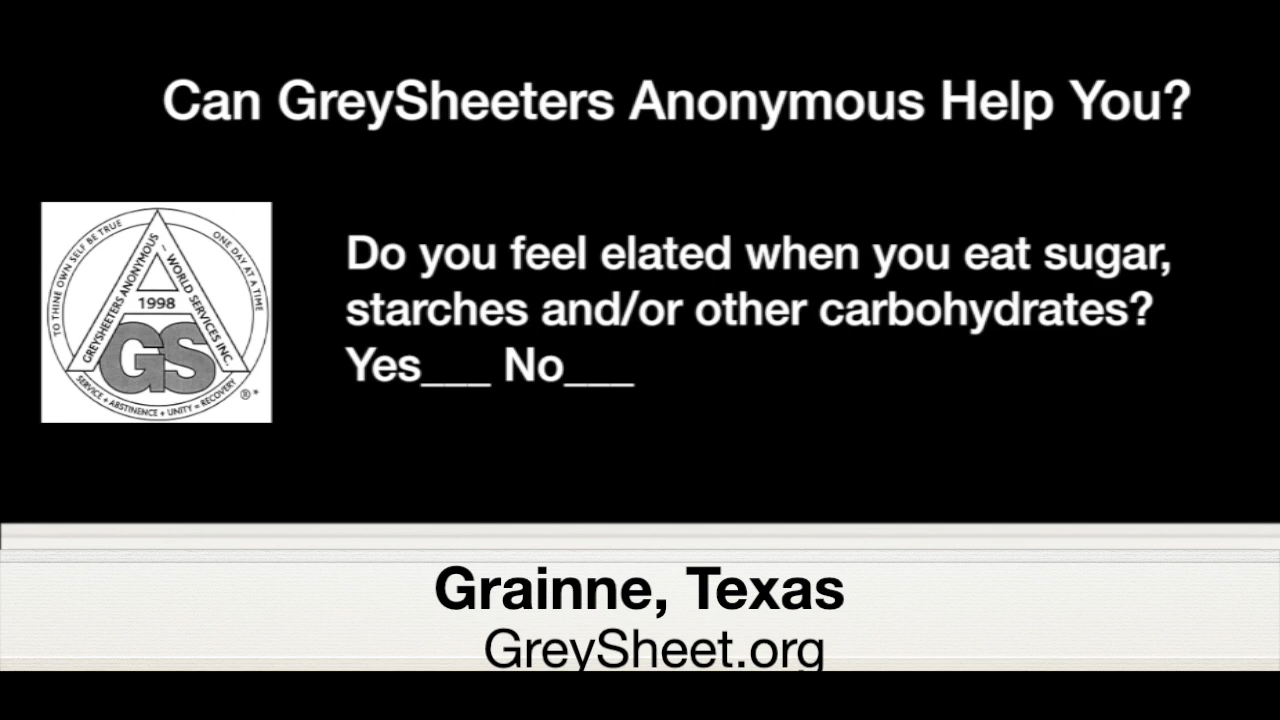 Can GreySheeters Anonymous Help You?
TO THINE OWN SELF BE TRUE
ONE DAY AT A TIME
GREYSHEETERS ANONYMOUS ~ WORLD SERVICES INC.
1998
GS
SERVICE + ABSTINENCE + UNITY = RECOVERY
®*
Do you feel elated when you eat sugar,
starches and/or other carbohydrates?
Yes___ No___
Grainne, Texas
GreySheet.org